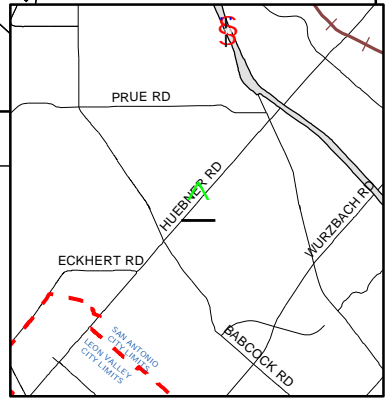 PRUE RD
HUEBNER RD
WURZBACH RD
ECKHERT RD
SAN ANTONIO
CITY LIMITS
LEON VALLEY
CITY LIMITS
BABCOCK RD